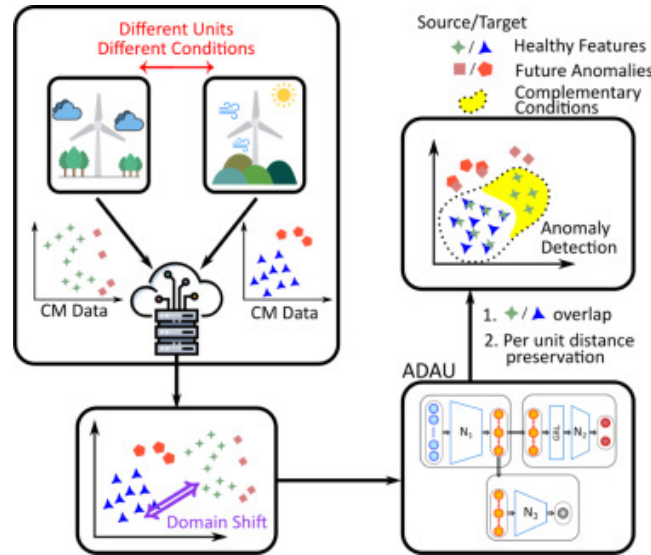 Different Units
Different Conditions
CM Data
CM Data
Domain Shift
Source/Target
/ Healthy Features
/ Future Anomalies
Complementary
Conditions
Anomaly
Detection
1. / overlap
2. Per unit distance
preservation
ADAU
N1
GRL
N2
N3